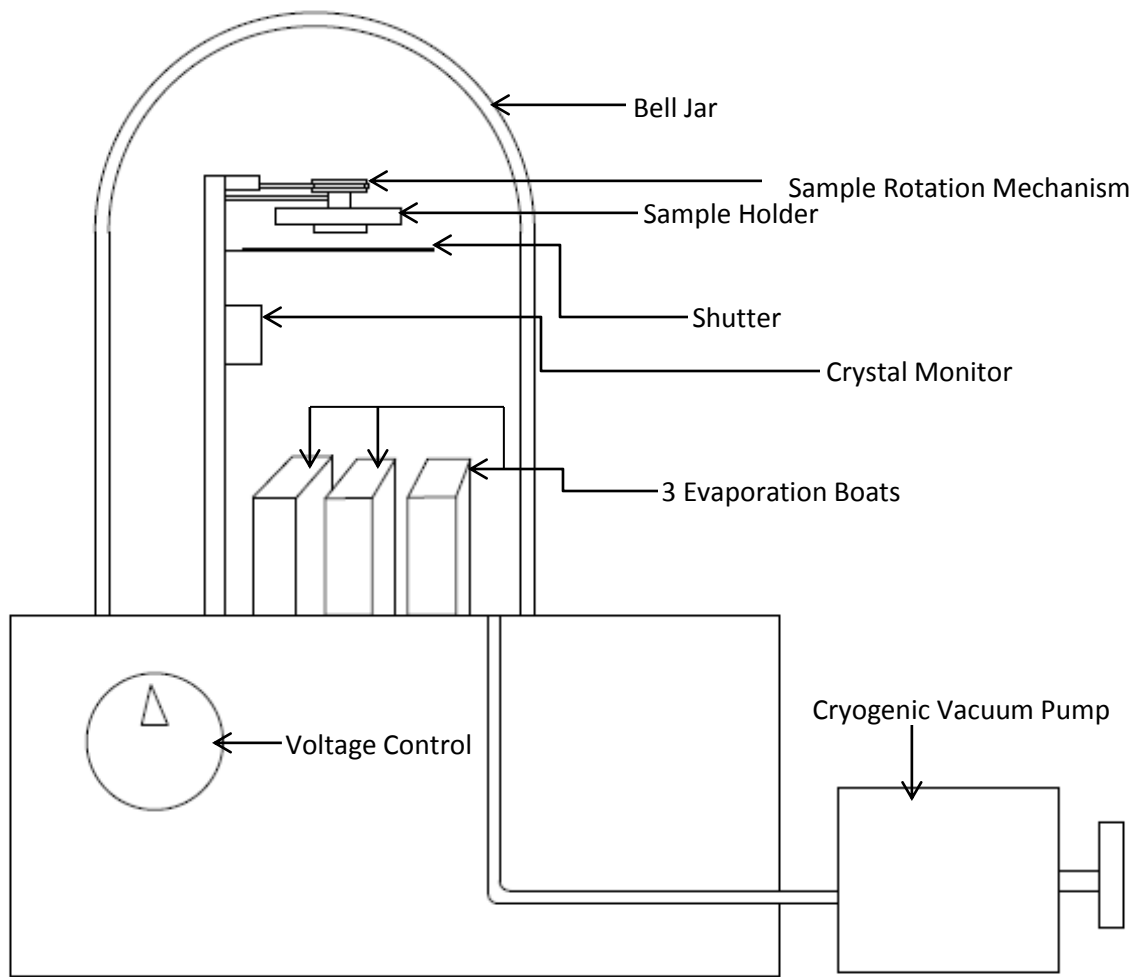 Bell Jar
Sample Rotation Mechanism
Sample Holder
Shutter
Crystal Monitor
3 Evaporation Boats
Cryogenic Vacuum Pump
Voltage Control